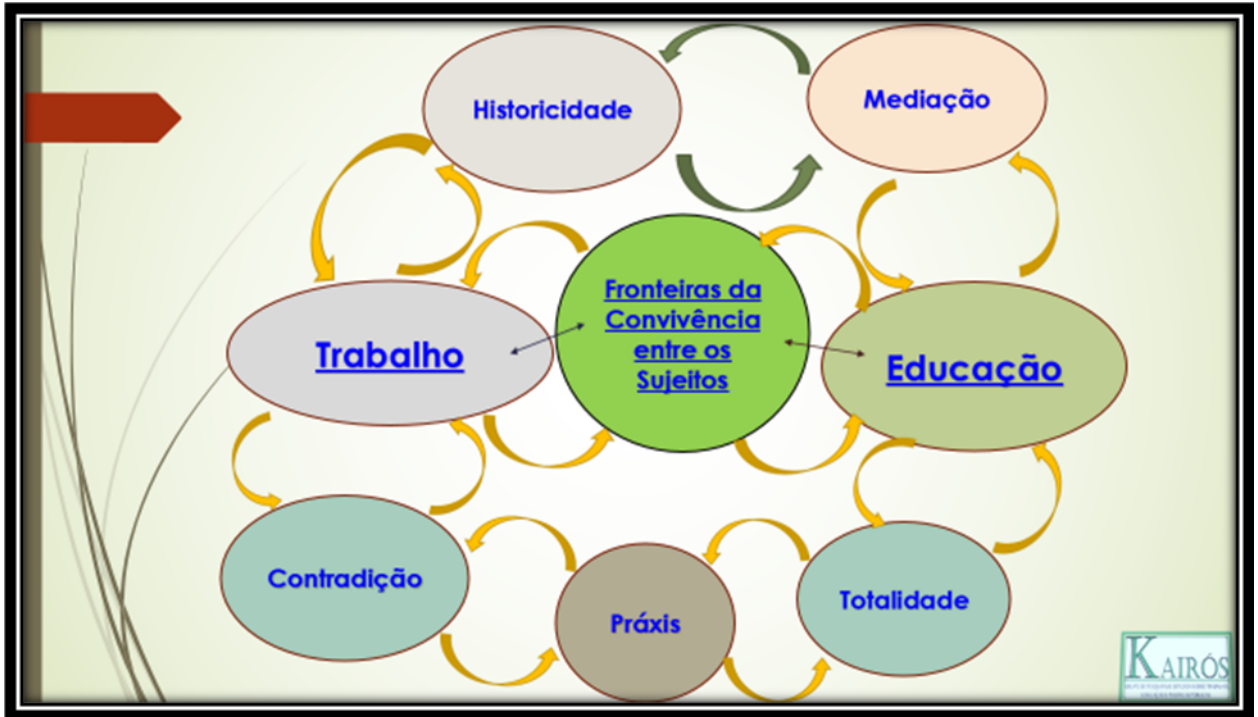 Historicidade
Mediação
Fronteiras da
Convivência
entre os
Sujeitos
Trabalho
Educação
Contradição
Práxis
Totalidade
KAIRÓS